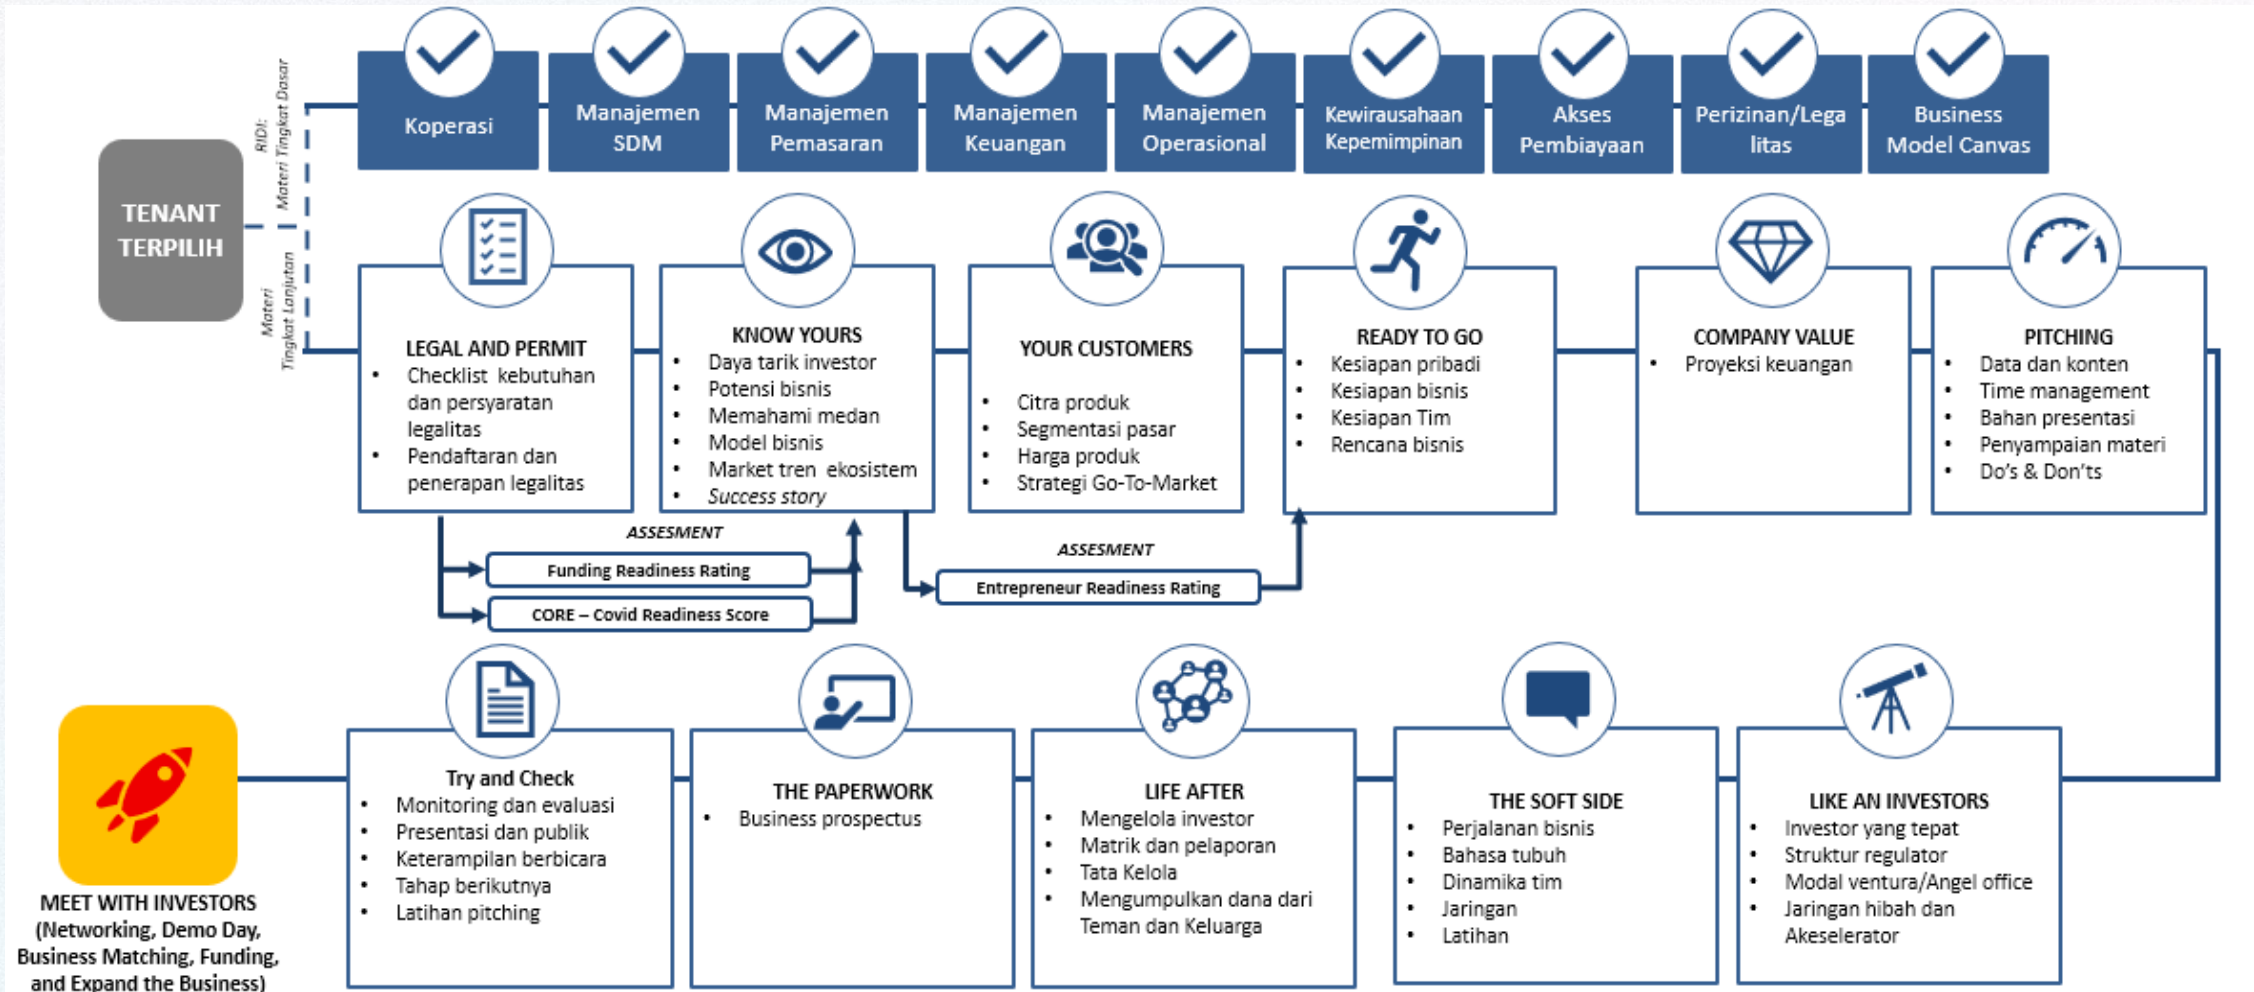 TENANT
TERPILIH
RIDI:
Materi Tingkat Dasar
Materi
Tingkat Lanjutan
Koperasi
Manajemen
SDM
Manajemen
Pemasaran
Manajemen
Keuangan
Manajemen
Operasional
Kewirausahaan
Kepemimpinan
Akses
Pembiayaan
Perizinan/Lega
litas
Business
Model Canvas
LEGAL AND PERMIT
• Checklist kebutuhan
dan persyaratan
legalitas
• Pendaftaran dan
penerapan legalitas
KNOW YOURS
• Daya tarik investor
• Potensi bisnis
• Memahami medan
• Model bisnis
• Market tren ekosistem
• Success story
YOUR CUSTOMERS
• Citra produk
• Segmentasi pasar
• Harga produk
• Strategi Go-To-Market
READY TO GO
• Kesiapan pribadi
• Kesiapan bisnis
• Kesiapan Tim
• Rencana bisnis
COMPANY VALUE
• Proyeksi keuangan
PITCHING
• Data dan konten
• Time management
• Bahan presentasi
• Penyampaian materi
• Do's & Don'ts
ASSESMENT
Funding Readiness Rating
CORE – Covid Readiness Score
ASSESMENT
Entrepreneur Readiness Rating
MEET WITH INVESTORS
(Networking, Demo Day,
Business Matching, Funding,
and Expand the Business)
Try and Check
• Monitoring dan evaluasi
• Presentasi dan publik
• Keterampilan berbicara
• Tahap berikutnya
• Latihan pitching
THE PAPERWORK
• Business prospectus
LIFE AFTER
• Mengelola investor
• Matrik dan pelaporan
• Tata Kelola
• Mengumpulkan dana dari
Teman dan Keluarga
THE SOFT SIDE
• Perjalanan bisnis
• Bahasa tubuh
• Dinamika tim
• Jaringan
• Latihan
LIKE AN INVESTORS
• Investor yang tepat
• Struktur regulator
• Modal ventura/Angel office
• Jaringan hibah dan
Akeselerator